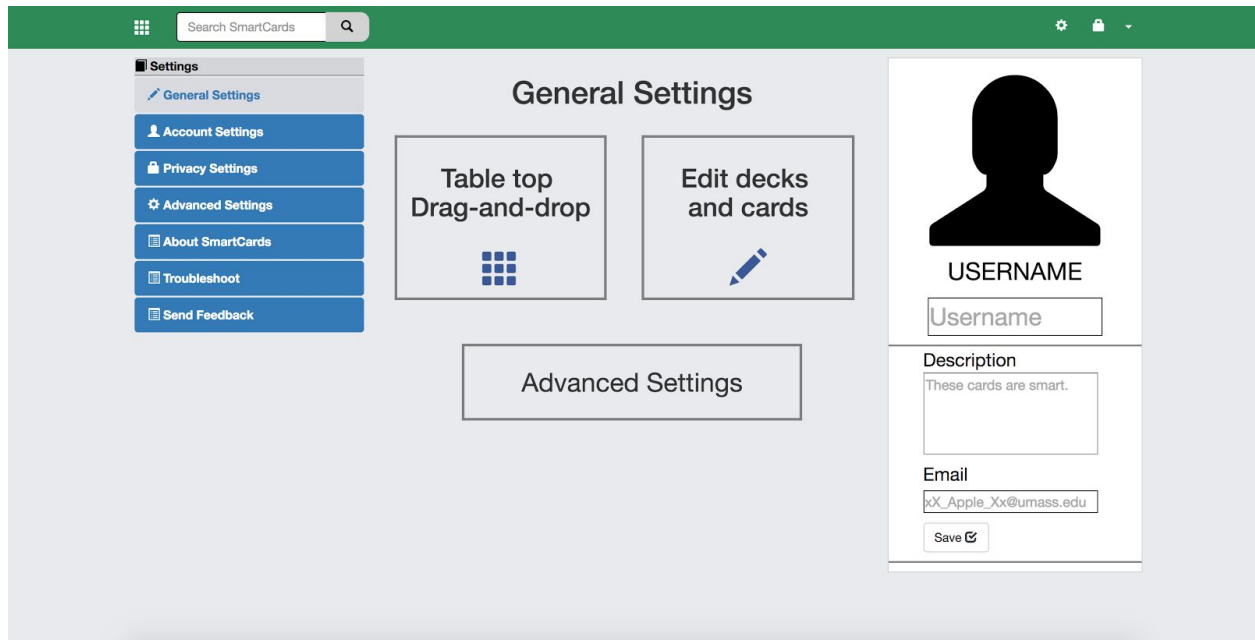 Search SmartCards
Settings
General Settings
Account Settings
Privacy Settings
Advanced Settings
About SmartCards
Troubleshoot
Send Feedback
General Settings
Table top
Drag-and-drop
Edit decks
and cards
Advanced Settings
USERNAME
Username
Description
These cards are smart.
Email
xX_Apple_Xx@umass.edu
Save